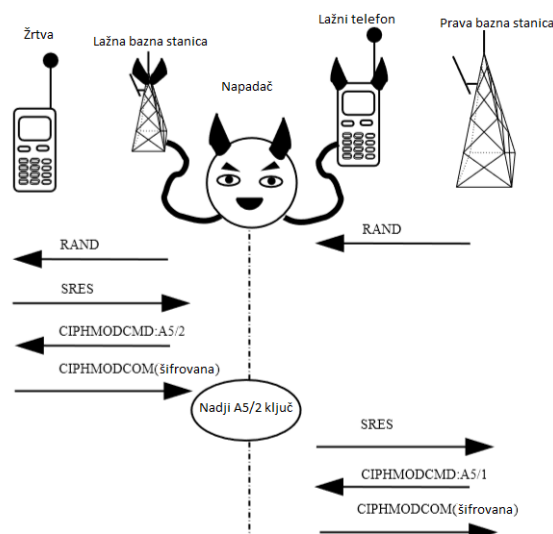 Žrtva
Lažna bazna stanica
Napadač
Lažni telefon
Prava bazna stanica
RAND
RAND
SRES
CIPHMODCMD:A5/2
CIPHMODCOM(šifrovana)
Nadji A5/2 ključ
SRES
CIPHMODCMD:A5/1
CIPHMODCOM(šifrovana)